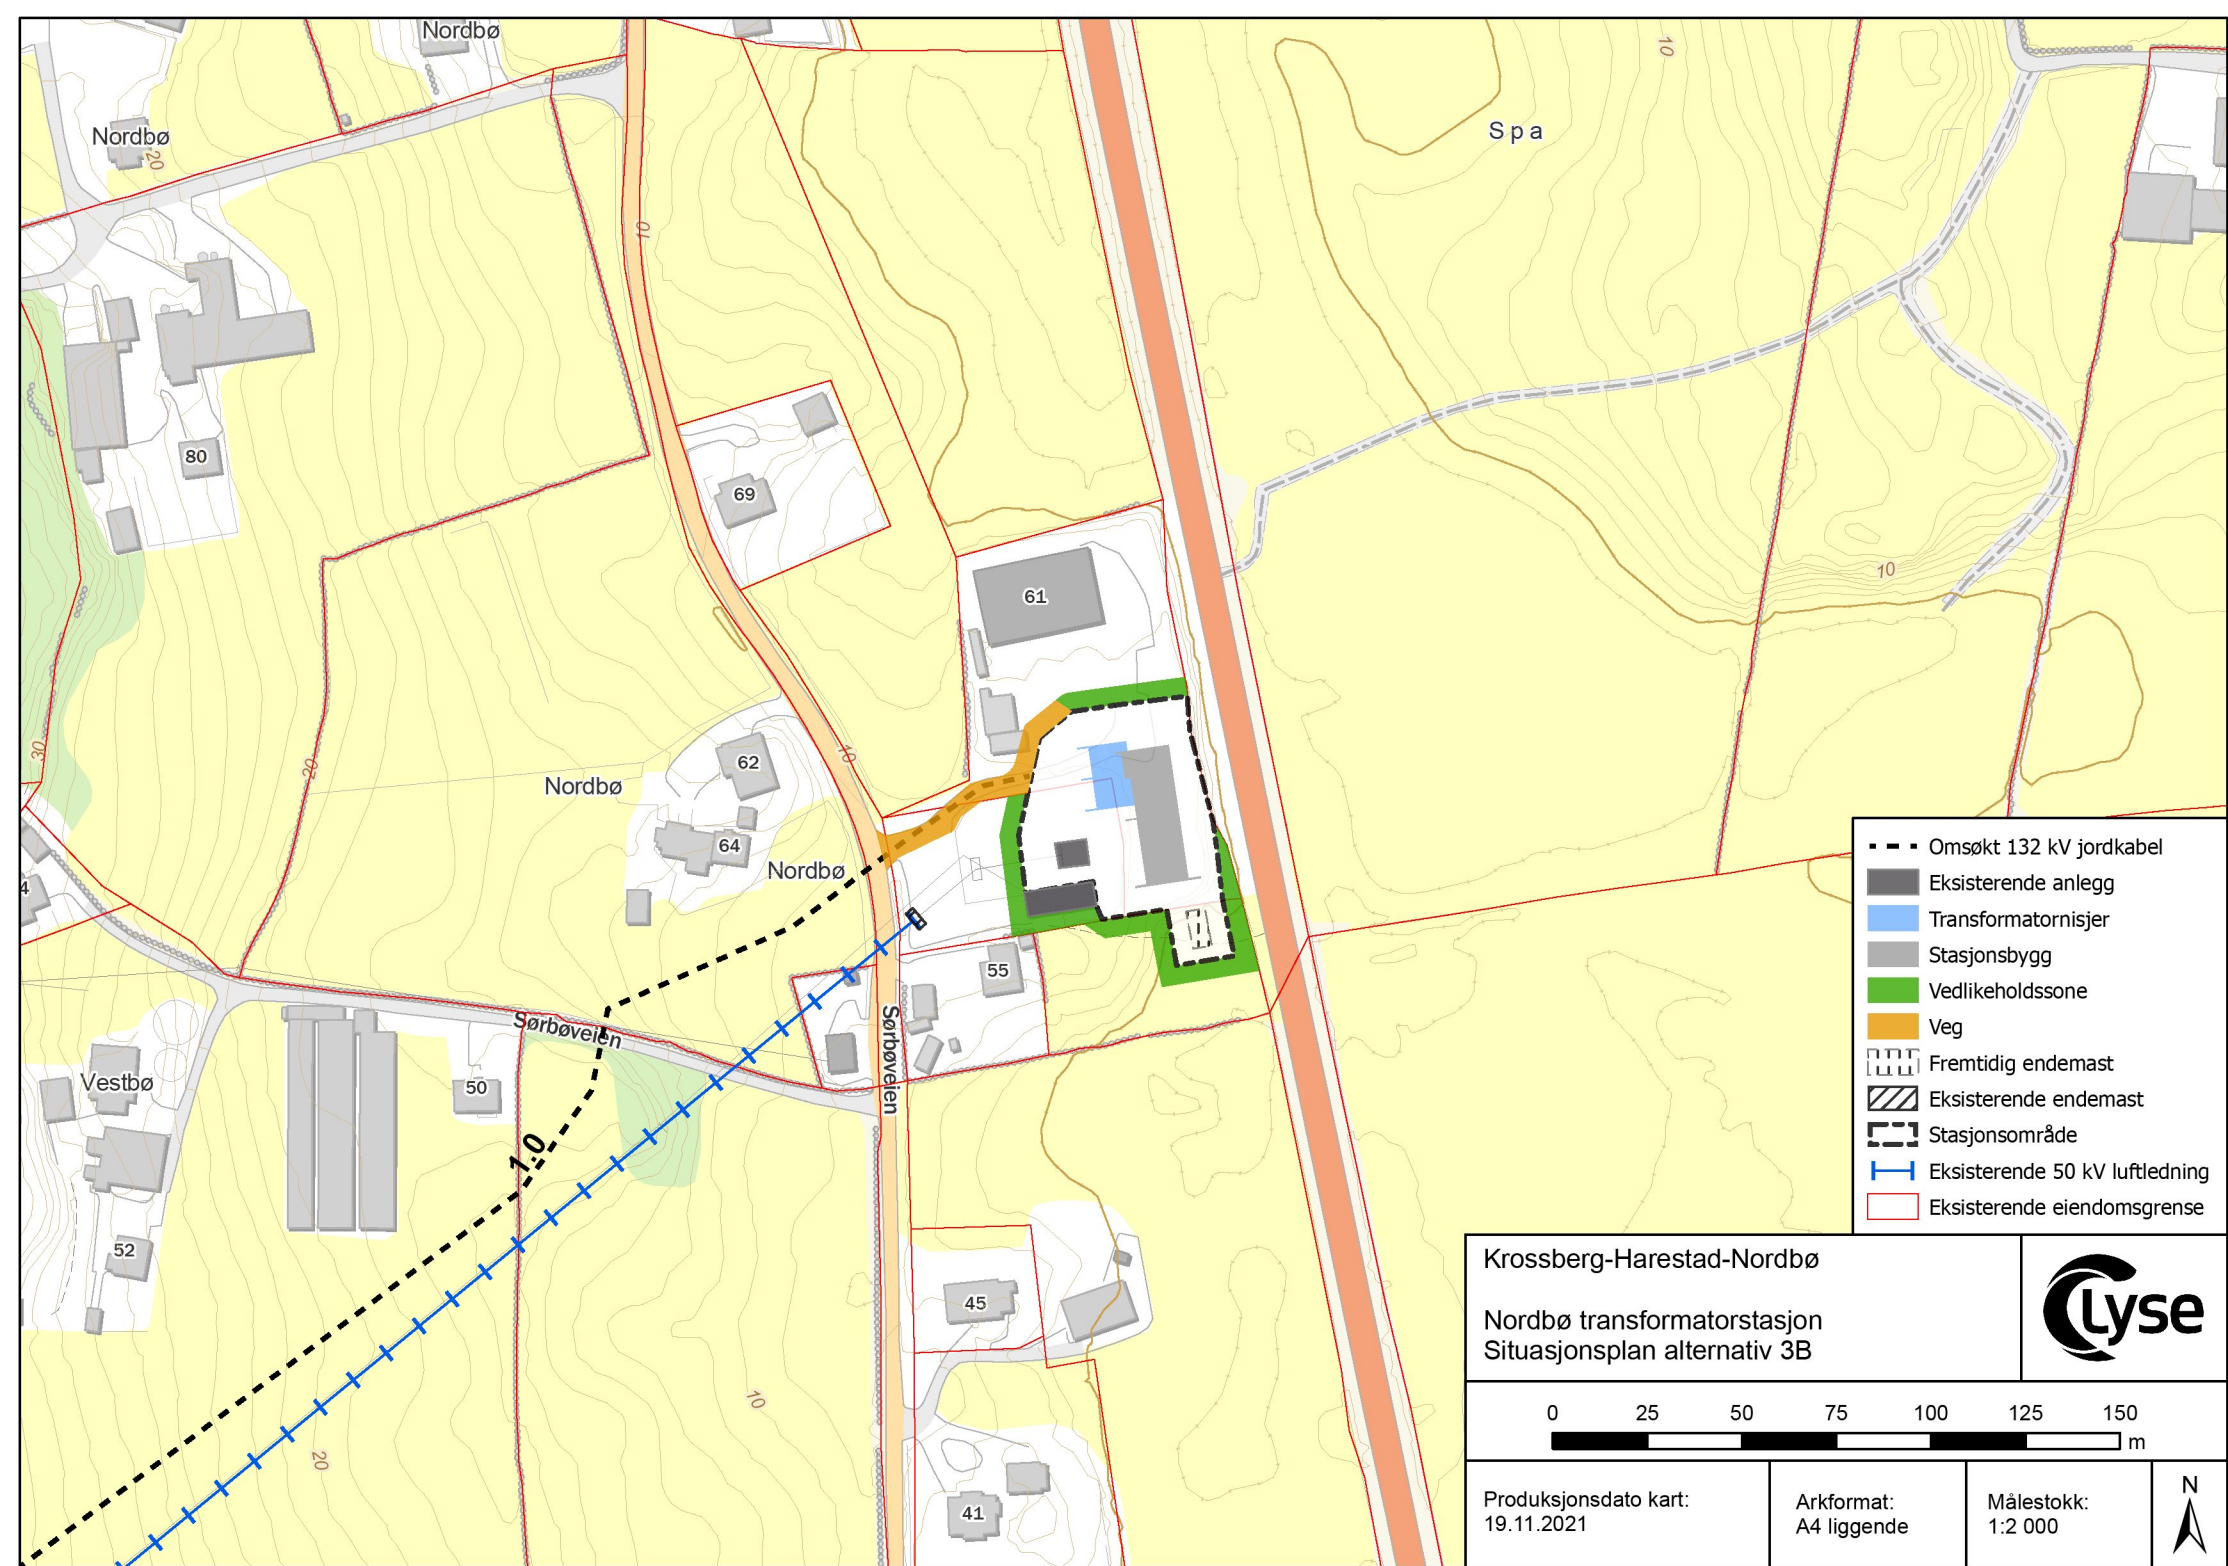 Nordbø
Nordbø
20
10
10
Spa
80
69
61
10
30
20
62
Nordbø
10
64
Nordbø
4
55
Sørbøveien
Sørbøveien
Vestbø
50
1.0
52
45
10
20
41
Omsøkt 132 kV jordkabel
Eksisterende anlegg
Transformatornisjer
Stasjonsbygg
Vedlikeholdssone
Veg
Fremtidig endemast
Eksisterende endemast
Stasjonsområde
Eksisterende 50 kV luftledning
Eksisterende eiendomsgrense
Krossberg-Harestad-Nordbø
Nordbø transformatorstasjon
Situasjonsplan alternativ 3B
Lyse
0 25 50 75 100 125 150
m
Produksjonsdato kart:
19.11.2021
Arkformat:
A4 liggende
Målestokk:
1:2 000
N